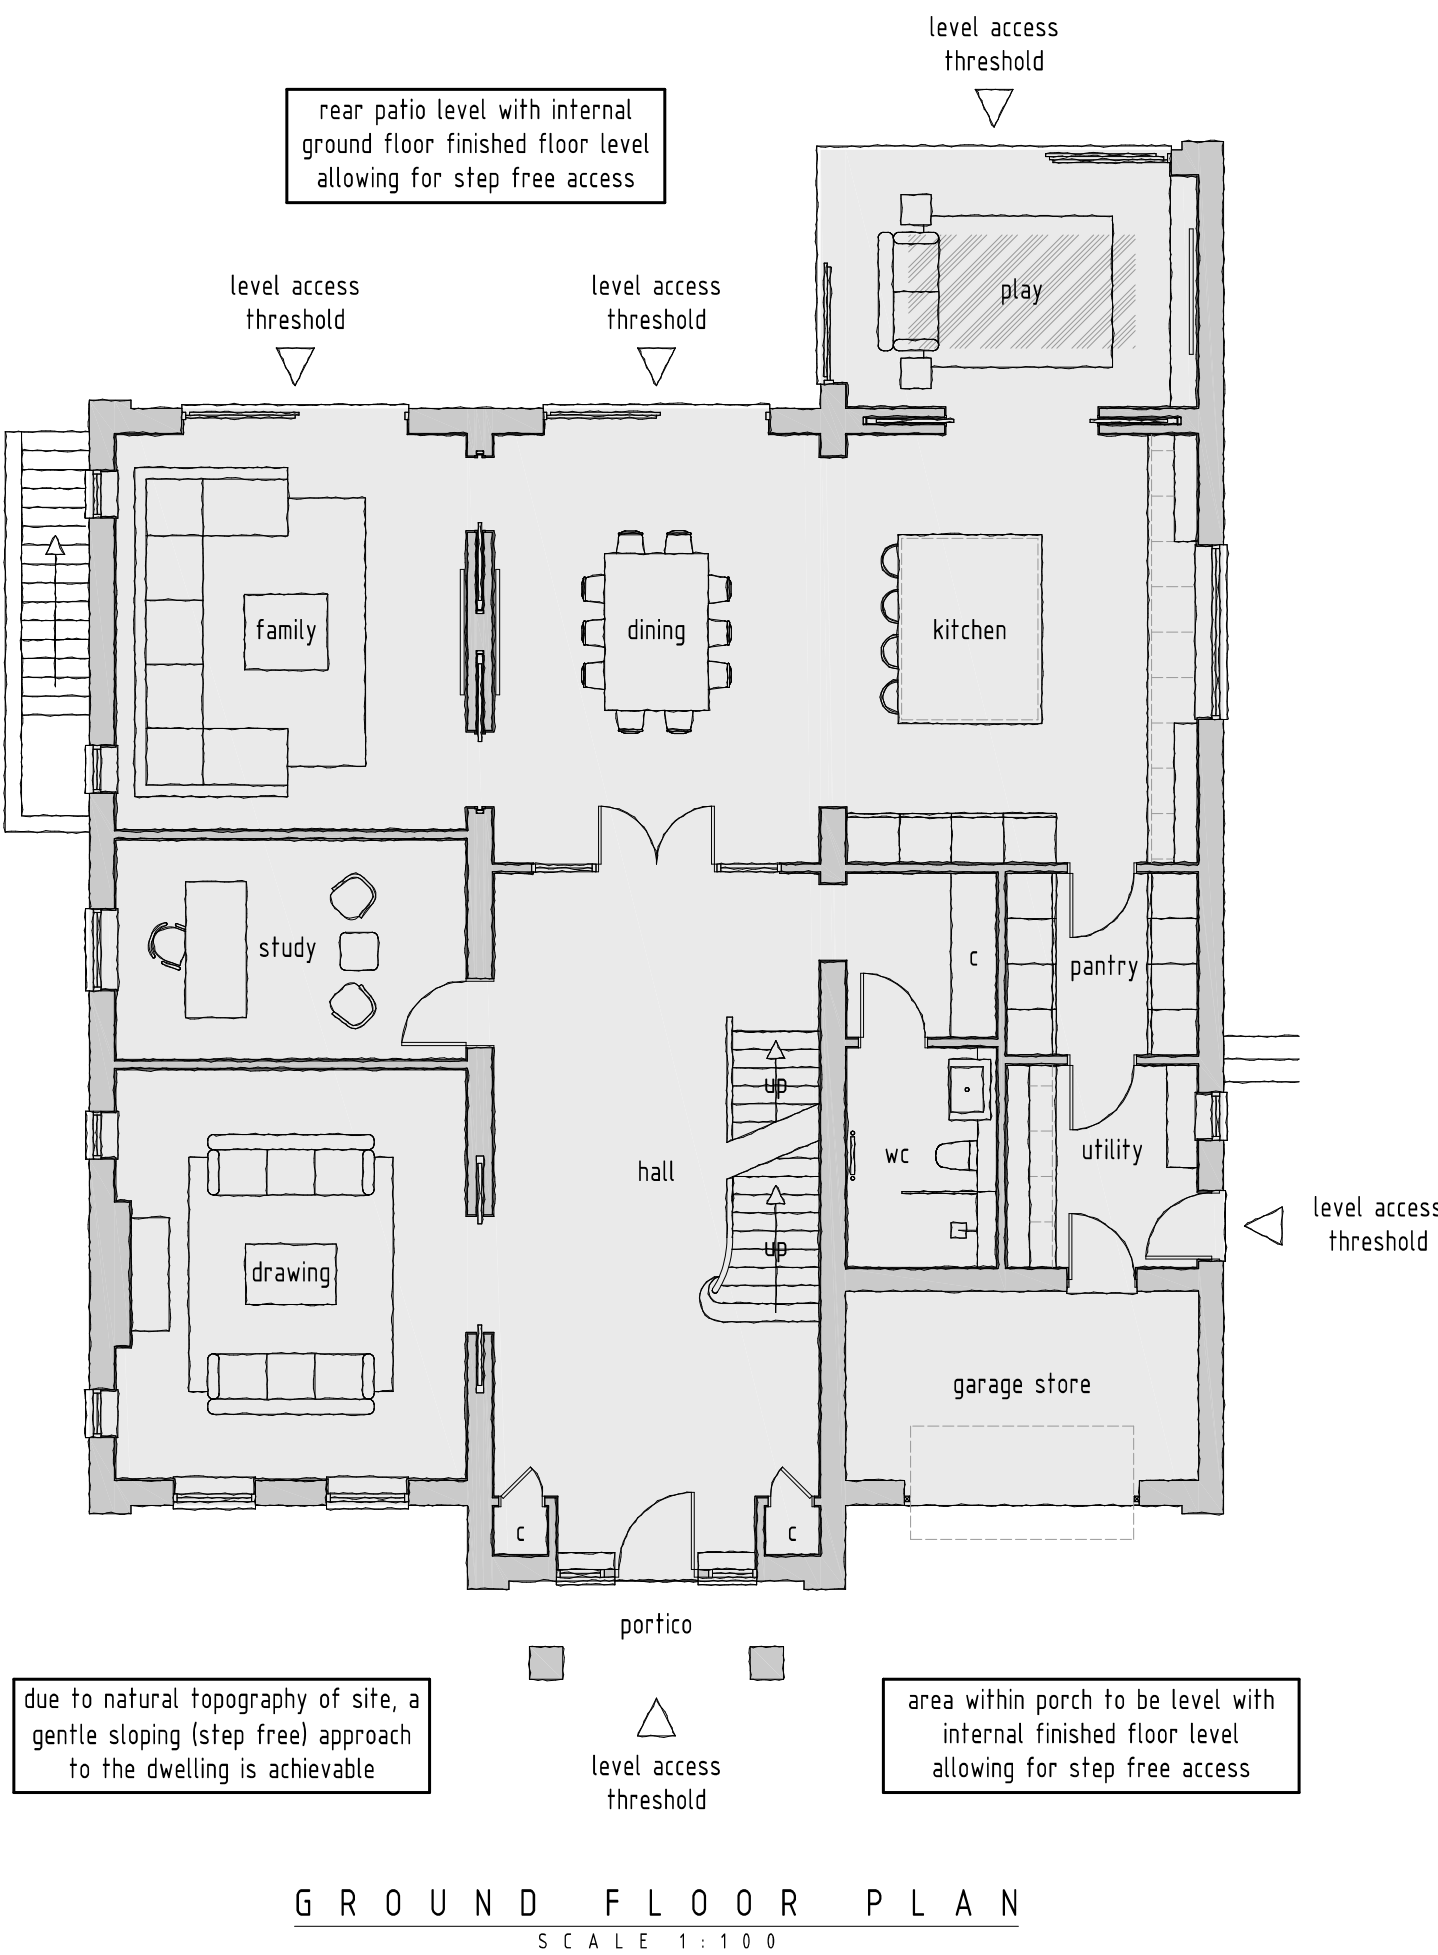 level access
threshold
rear patio level with internal
ground floor finished floor level
allowing for step free access
level access
threshold
level access
threshold
play
family
dining
kitchen
study
c
pantry
up
hall
wc
utility
up
drawing
level access
threshold
garage store
c
c
portico
due to natural topography of site, a
gentle sloping (step free) approach
to the dwelling is achievable
level access
threshold
area within porch to be level with
internal finished floor level
allowing for step free access
GROUND FLOOR PLAN
SCALE 1:100